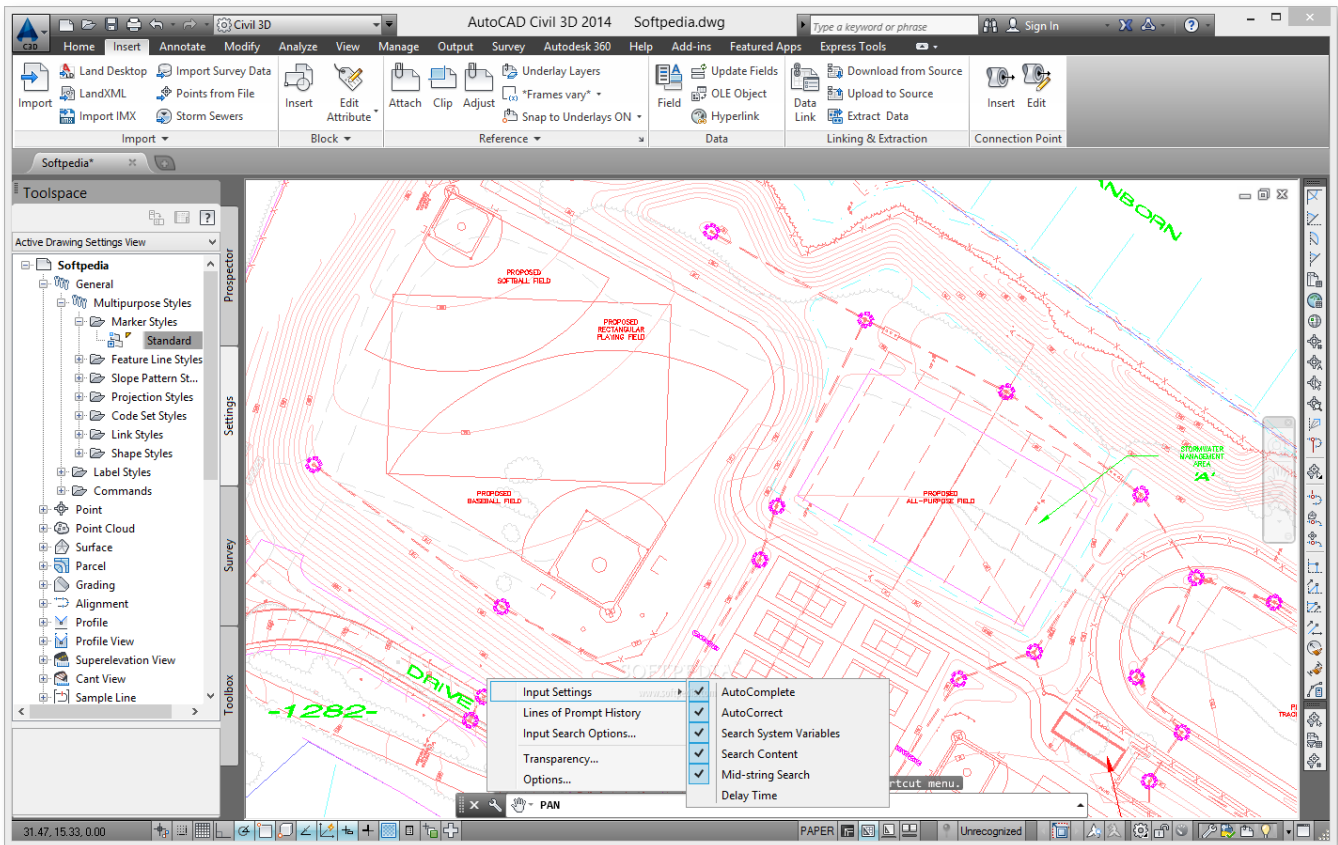 AutoCAD Civil 3D 2014 Softpedia.dwg
Civil 3D
Type a keyword or phrase
Sign In
C3D
Home Insert Annotate Modify Analyze View Manage Output Survey Autodesk 360 Help Add-ins Featured Apps Express Tools
Import
Land Desktop
Import Survey Data
LandXML
Points from File
Import IMX
Storm Sewers
Insert
Edit Attribute
Attach
Clip
Adjust
Underlay Layers
*Frames vary*
Snap to Underlays ON
Field
Update Fields
OLE Object
Hyperlink
Data Link
Download from Source
Upload to Source
Extract Data
Insert
Edit
Import
Block
Reference
Data
Linking & Extraction
Connection Point
Softpedia*
Toolspace
Active Drawing Settings View
Softpedia
General
Multipurpose Styles
Marker Styles
Standard
Feature Line Styles
Slope Pattern St...
Projection Styles
Code Set Styles
Link Styles
Shape Styles
Label Styles
Commands
Point
Point Cloud
Surface
Parcel
Grading
Alignment
Profile
Profile View
Superelevation View
Cant View
Sample Line
Prospector
Settings
Survey
Toolbox
PROPOSED
SOFTBALL FIELD
PROPOSED
RECTANGULAR
PLAYING FIELD
PROPOSED
BASEBALL FIELD
PROPOSED
ALL-PURPOSE FIELD
STORMWATER
MANAGEMENT
AREA
"A"
NBORN
DRIVE
-1282-
SOFTPEDIA
Input Settings
Lines of Prompt History
Input Search Options...
Transparency...
Options...
AutoComplete
AutoCorrect
Search System Variables
Search Content
Mid-string Search
Delay Time
rtcut menu.
PAN
31.47, 15.33, 0.00
PAPER
Unrecognized